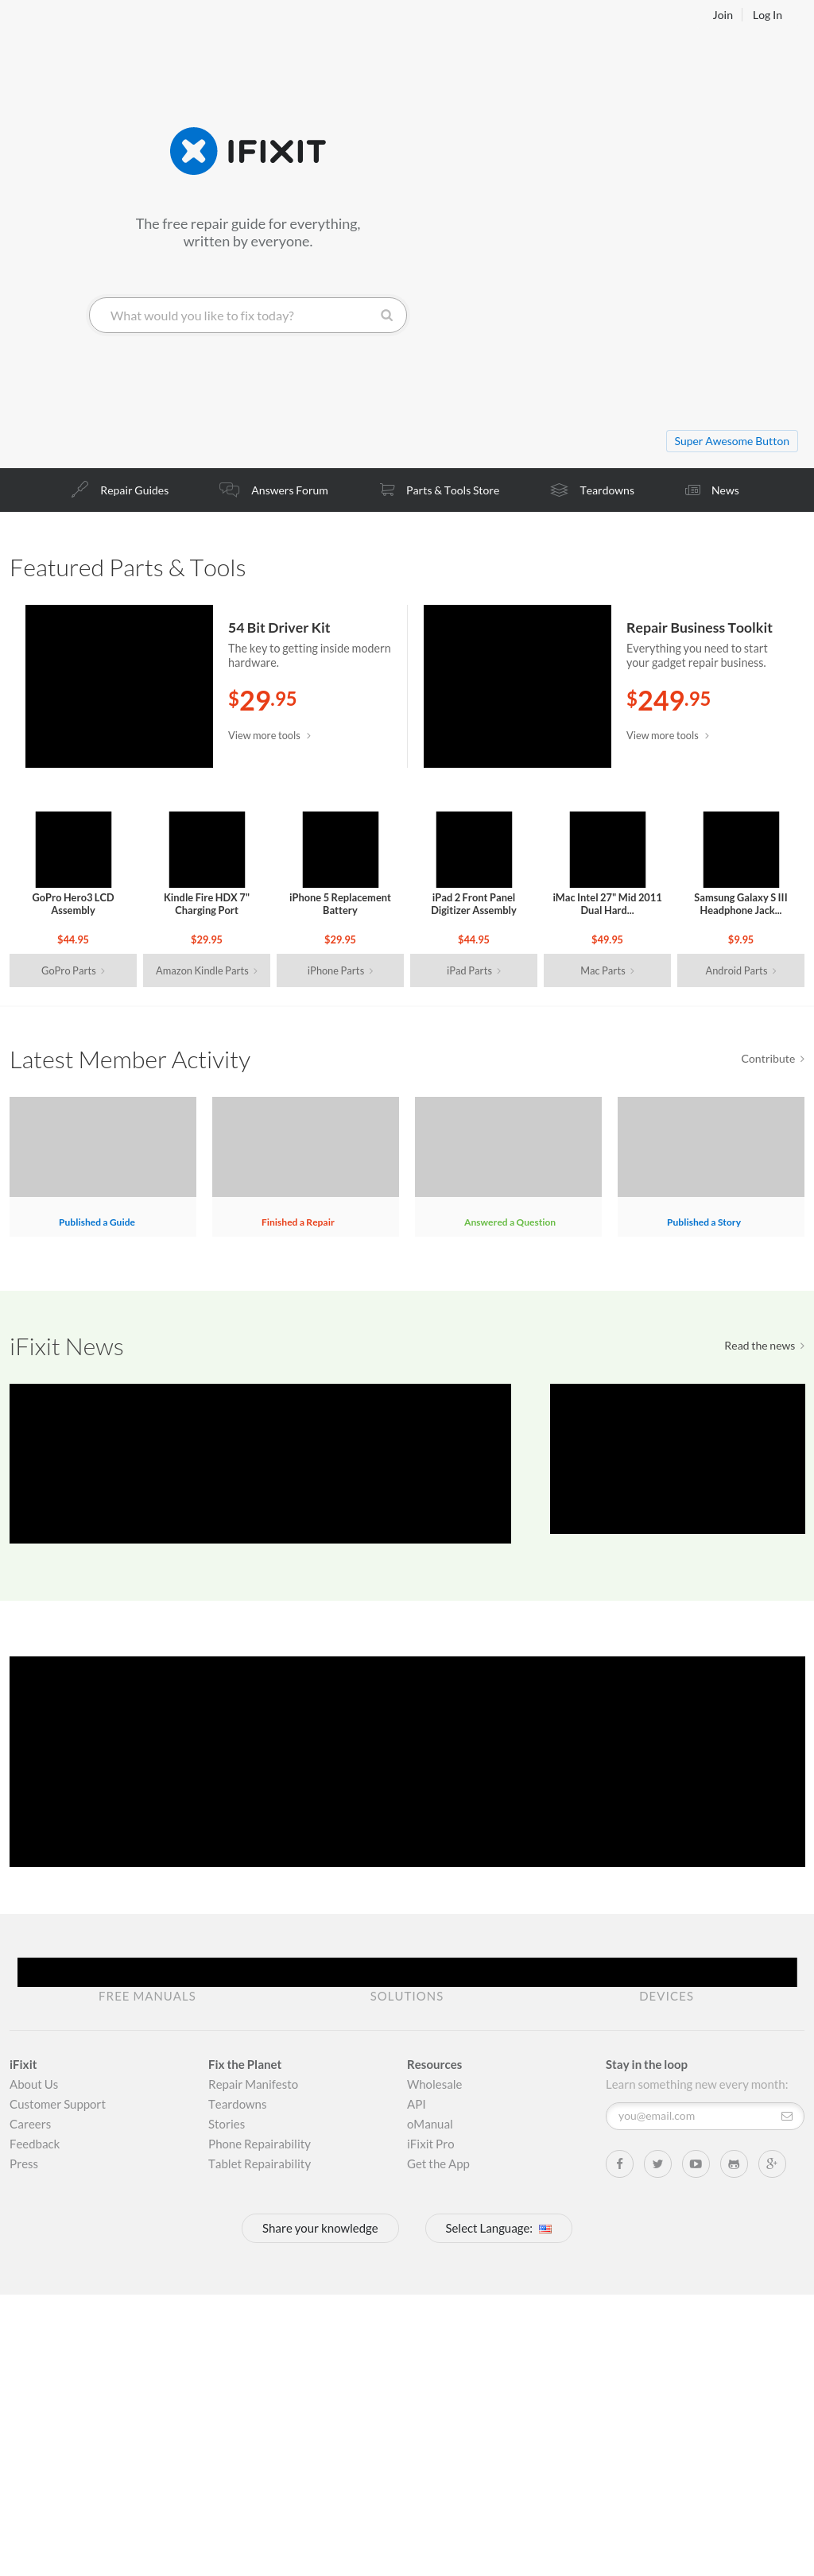 Join
Log In
IFIXIT
The free repair guide for everything,
written by everyone.
What would you like to fix today?
Super Awesome Button
Repair Guides
Answers Forum
Parts & Tools Store
Teardowns
News
Featured Parts & Tools
54 Bit Driver Kit
The key to getting inside modern
hardware.
$29.95
View more tools
Repair Business Toolkit
Everything you need to start
your gadget repair business.
$249.95
View more tools
GoPro Hero3 LCD
Assembly
$44.95
GoPro Parts
Kindle Fire HDX 7"
Charging Port
$29.95
Amazon Kindle Parts
iPhone 5 Replacement
Battery
$29.95
iPhone Parts
iPad 2 Front Panel
Digitizer Assembly
$44.95
iPad Parts
iMac Intel 27" Mid 2011
Dual Hard...
$49.95
Mac Parts
Samsung Galaxy S III
Headphone Jack...
$9.95
Android Parts
Latest Member Activity
Contribute
Published a Guide
Finished a Repair
Answered a Question
Published a Story
iFixit News
Read the news
FREE MANUALS
SOLUTIONS
DEVICES
iFixit
About Us
Customer Support
Careers
Feedback
Press
Fix the Planet
Repair Manifesto
Teardowns
Stories
Phone Repairability
Tablet Repairability
Resources
Wholesale
API
oManual
iFixit Pro
Get the App
Stay in the loop
Learn something new every month:
you@email.com
Share your knowledge
Select Language: